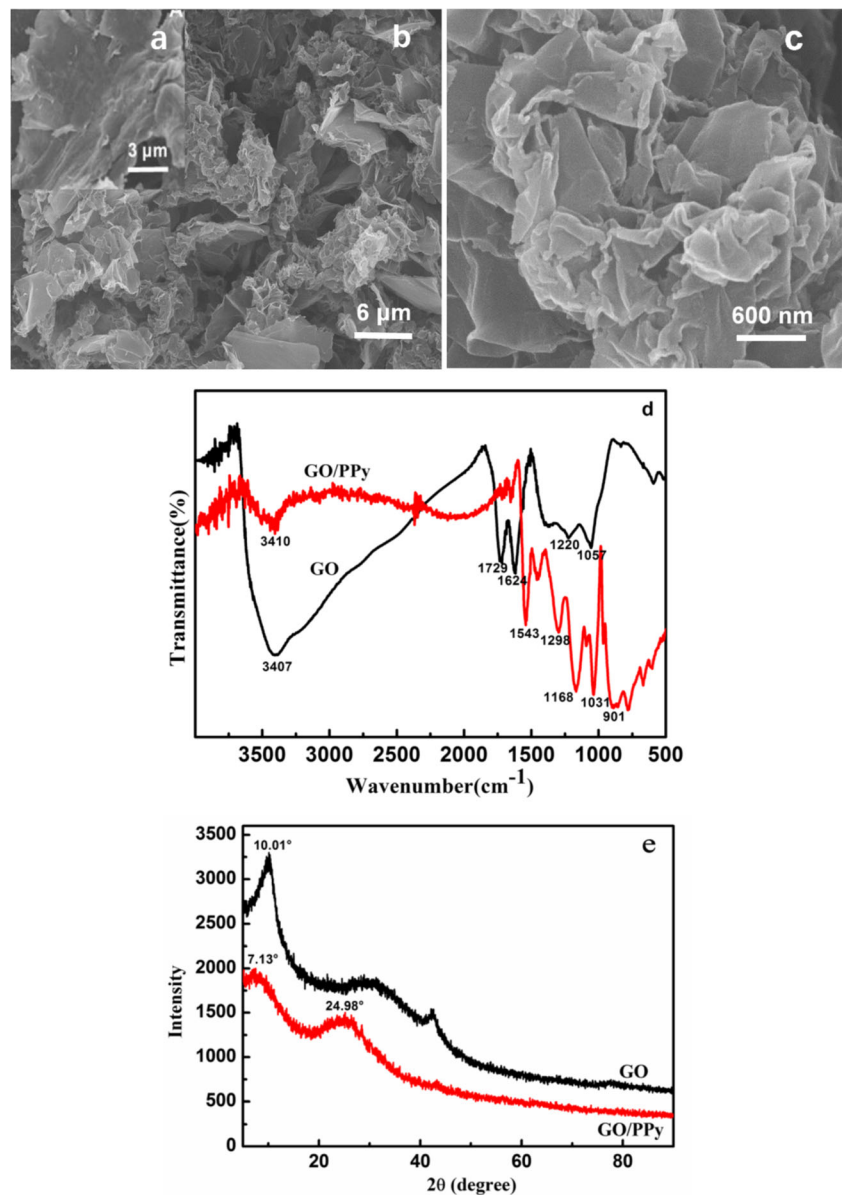 a
b
c
3 μm
6 μm
600 nm
d
GO/PPy
3410
GO
3407
1729
1624
1220
1057
1543
1298
1168
1031
901
Transmittance(%)
3500 3000 2500 2000 1500 1000 500
Wavenumber(cm-1)
e
3500
3000
2500
2000
1500
1000
500
0
10.01°
7.13°
24.98°
GO
GO/PPy
Intensity
20 40 60 80
2θ (degree)